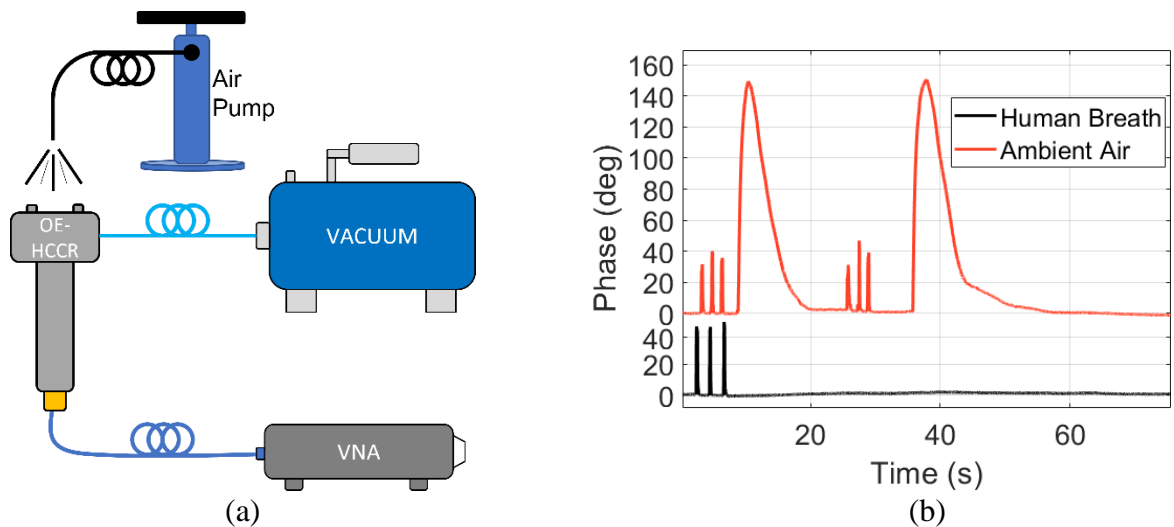 Air
Pump
OE-
HCCR
VACUUM
VNA
(a)
Phase (deg)
160
140
120
100
80
60
40
20
0
40
20
0
Human Breath
Ambient Air
20
40
60
Time (s)
(b)